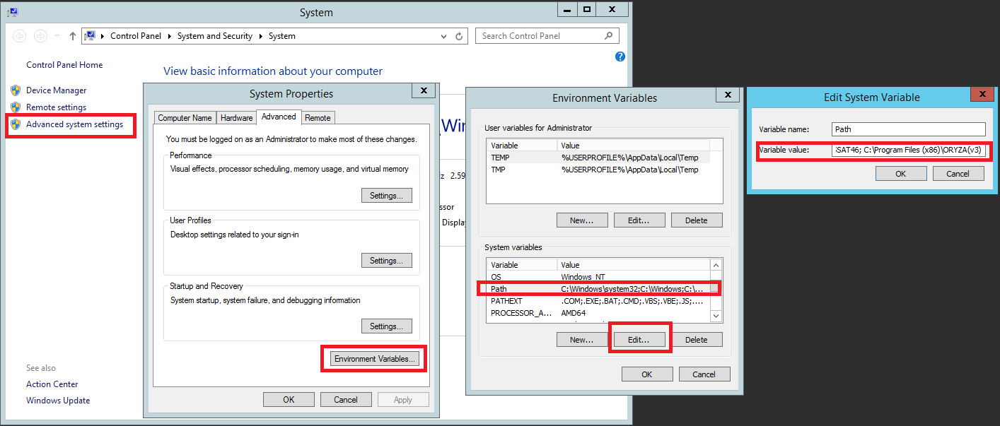 System
Control Panel
System and Security
System
Search Control Panel
Control Panel Home
Device Manager
Remote settings
Advanced system settings
See also
Action Center
Windows Update
View basic information about your computer
Wi
2.59
Display
System Properties
Computer Name
Hardware
Advanced
Remote
You must be logged on as an Administrator to make most of these changes.
Performance
Visual effects, processor scheduling, memory usage, and virtual memory
Settings...
User Profiles
Desktop settings related to your sign-in
Settings...
Startup and Recovery
System startup, system failure, and debugging information
Settings...
Environment Variables...
OK
Cancel
Apply
Environment Variables
User variables for Administrator
Variable Value
TEMP %USERPROFILE%\AppData\Local\Temp
TMP %USERPROFILE%\AppData\Local\Temp
New... Edit... Delete
System variables
Variable Value
OS Windows_NT
Path C:\Windows\system32;C:\Windows;C:\...
PATHEXT .COM;.EXE;.BAT;.CMD;.VBS;.VBE;.JS;....
PROCESSOR_A... AMD64
New... Edit... Delete
OK Cancel
Edit System Variable
Variable name: Path
Variable value: SAT46; C:\Program Files (x86)\ORYZA(v3)
OK Cancel